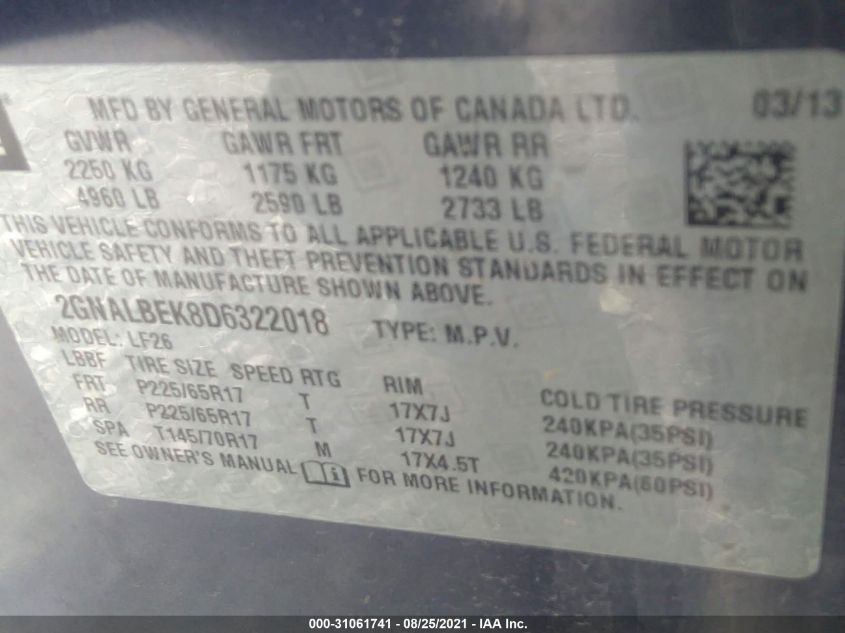 MFD BY GENERAL MOTORS OF CANADA LTD. 03/13
GVWR GAWR FRT GAWR RR
2250 KG 1175 KG 1240 KG
4960 LB 2590 LB 2733 LB
THIS VEHICLE CONFORMS TO ALL APPLICABLE U.S. FEDERAL MOTOR
VEHICLE SAFETY AND THEFT PREVENTION STANDARDS IN EFFECT ON
THE DATE OF MANUFACTURE SHOWN ABOVE.
2GNALBEK8D6322018 TYPE: M.P.V.
MODEL: LF26
LBBF TIRE SIZE SPEED RTG RIM COLD TIRE PRESSURE
FRT P225/65R17 T 17X7J 240KPA(35PSI)
RR P225/65R17 T 17X7J 240KPA(35PSI)
SPA T145/70R17 M 17X4.5T 420KPA(60PSI)
SEE OWNER'S MANUAL FOR MORE INFORMATION.
000-31061741 - 08/25/2021 - IAA Inc.